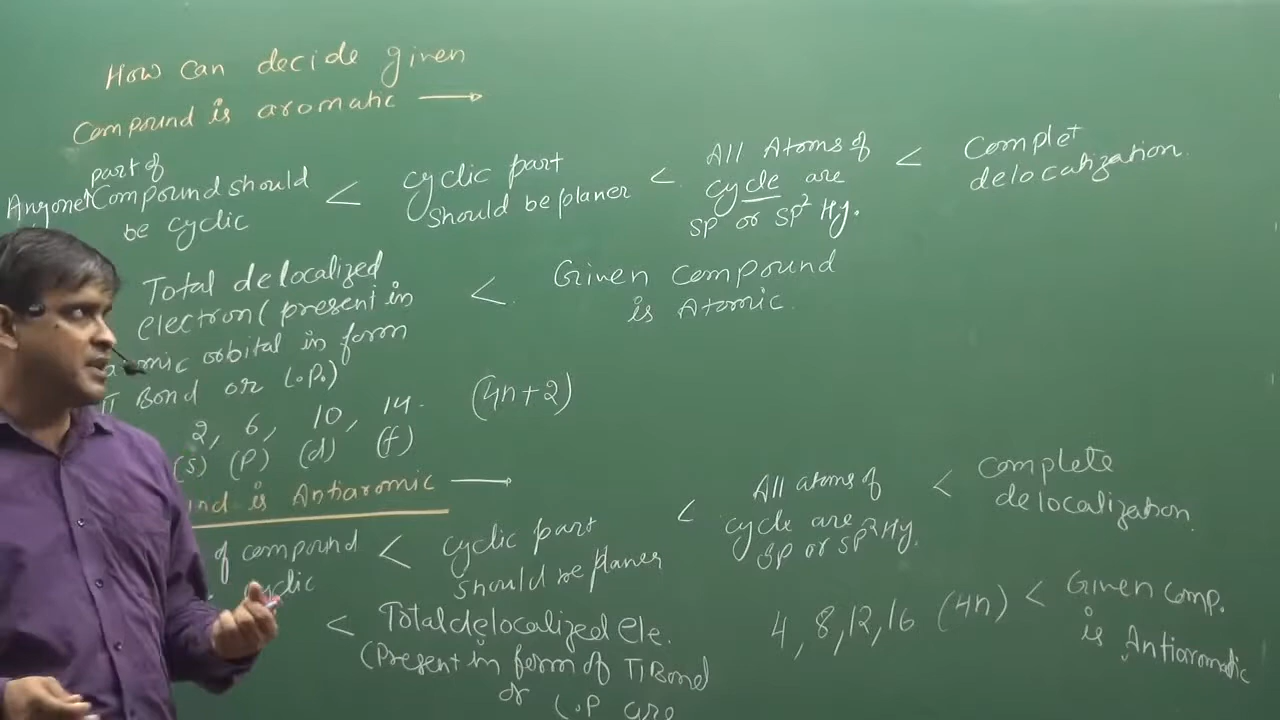 How can decide given
Compound is aromatic →
part of
Compound should
be cyclic
<
cyclic part
should be planer
<
All Atoms of
cycle are
SP or SP² Hy.
<
Complet
delocatization.
Total delocalized
electron (present in
orbital in form
π Bond or L.P.)
<
Given compound
is Atomic.
2, 6, 10, 14. (4n+2)
(s) (p) (d) (f)
is Antiaromic →
of compound
cyclic
<
cyclic part
should be planer
<
All atoms of
cycle are
SP or SP² Hy.
<
Complete
delocalization.
<
Total delocalized ele.
(Present in form of π Bond
or L.P are
4, 8, 12, 16 (4n) <
Given comp.
is Antiaromatic